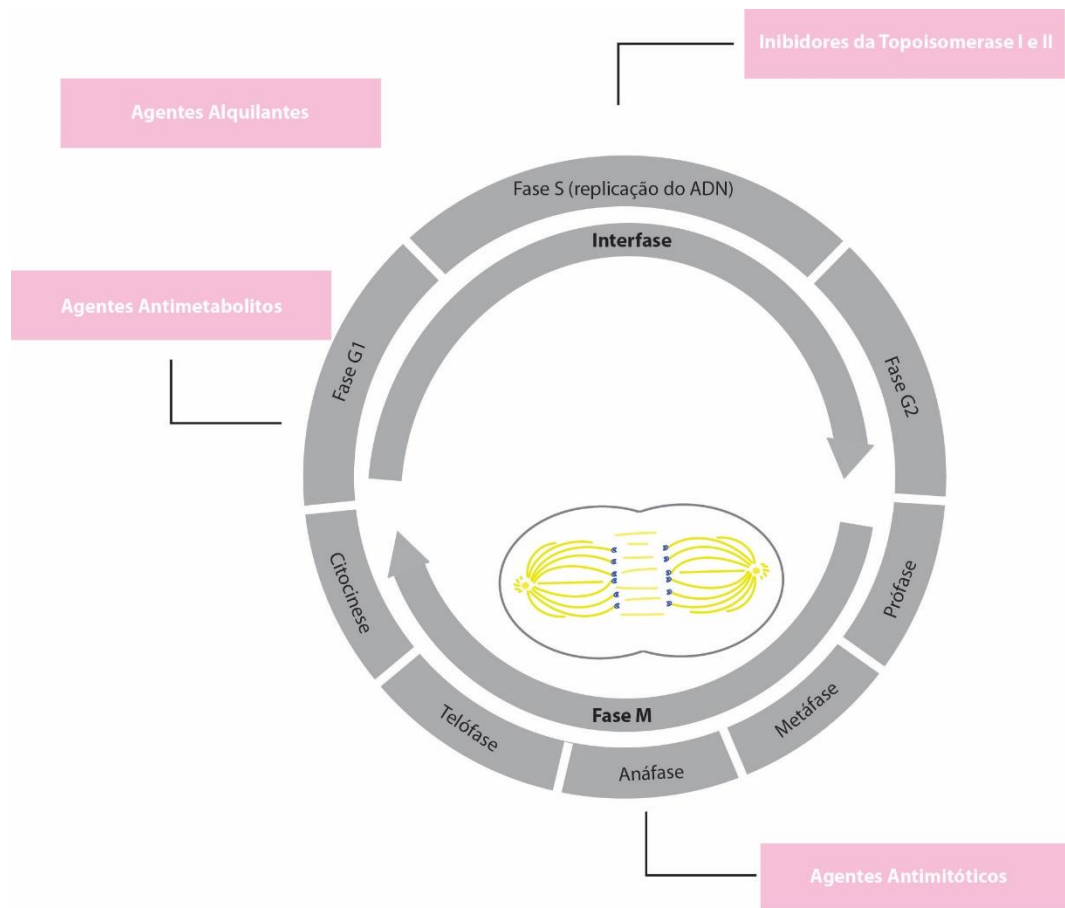 Inibidores da Topoisomerase I e II
Agentes Alquilantes
Fase S (replicação do ADN)
Interfase
Agentes Antimetabolitos
Fase G1
Fase G2
Citocinese
Prófase
Telófase
Fase M
Metáfase
Anáfase
Agentes Antimitóticos